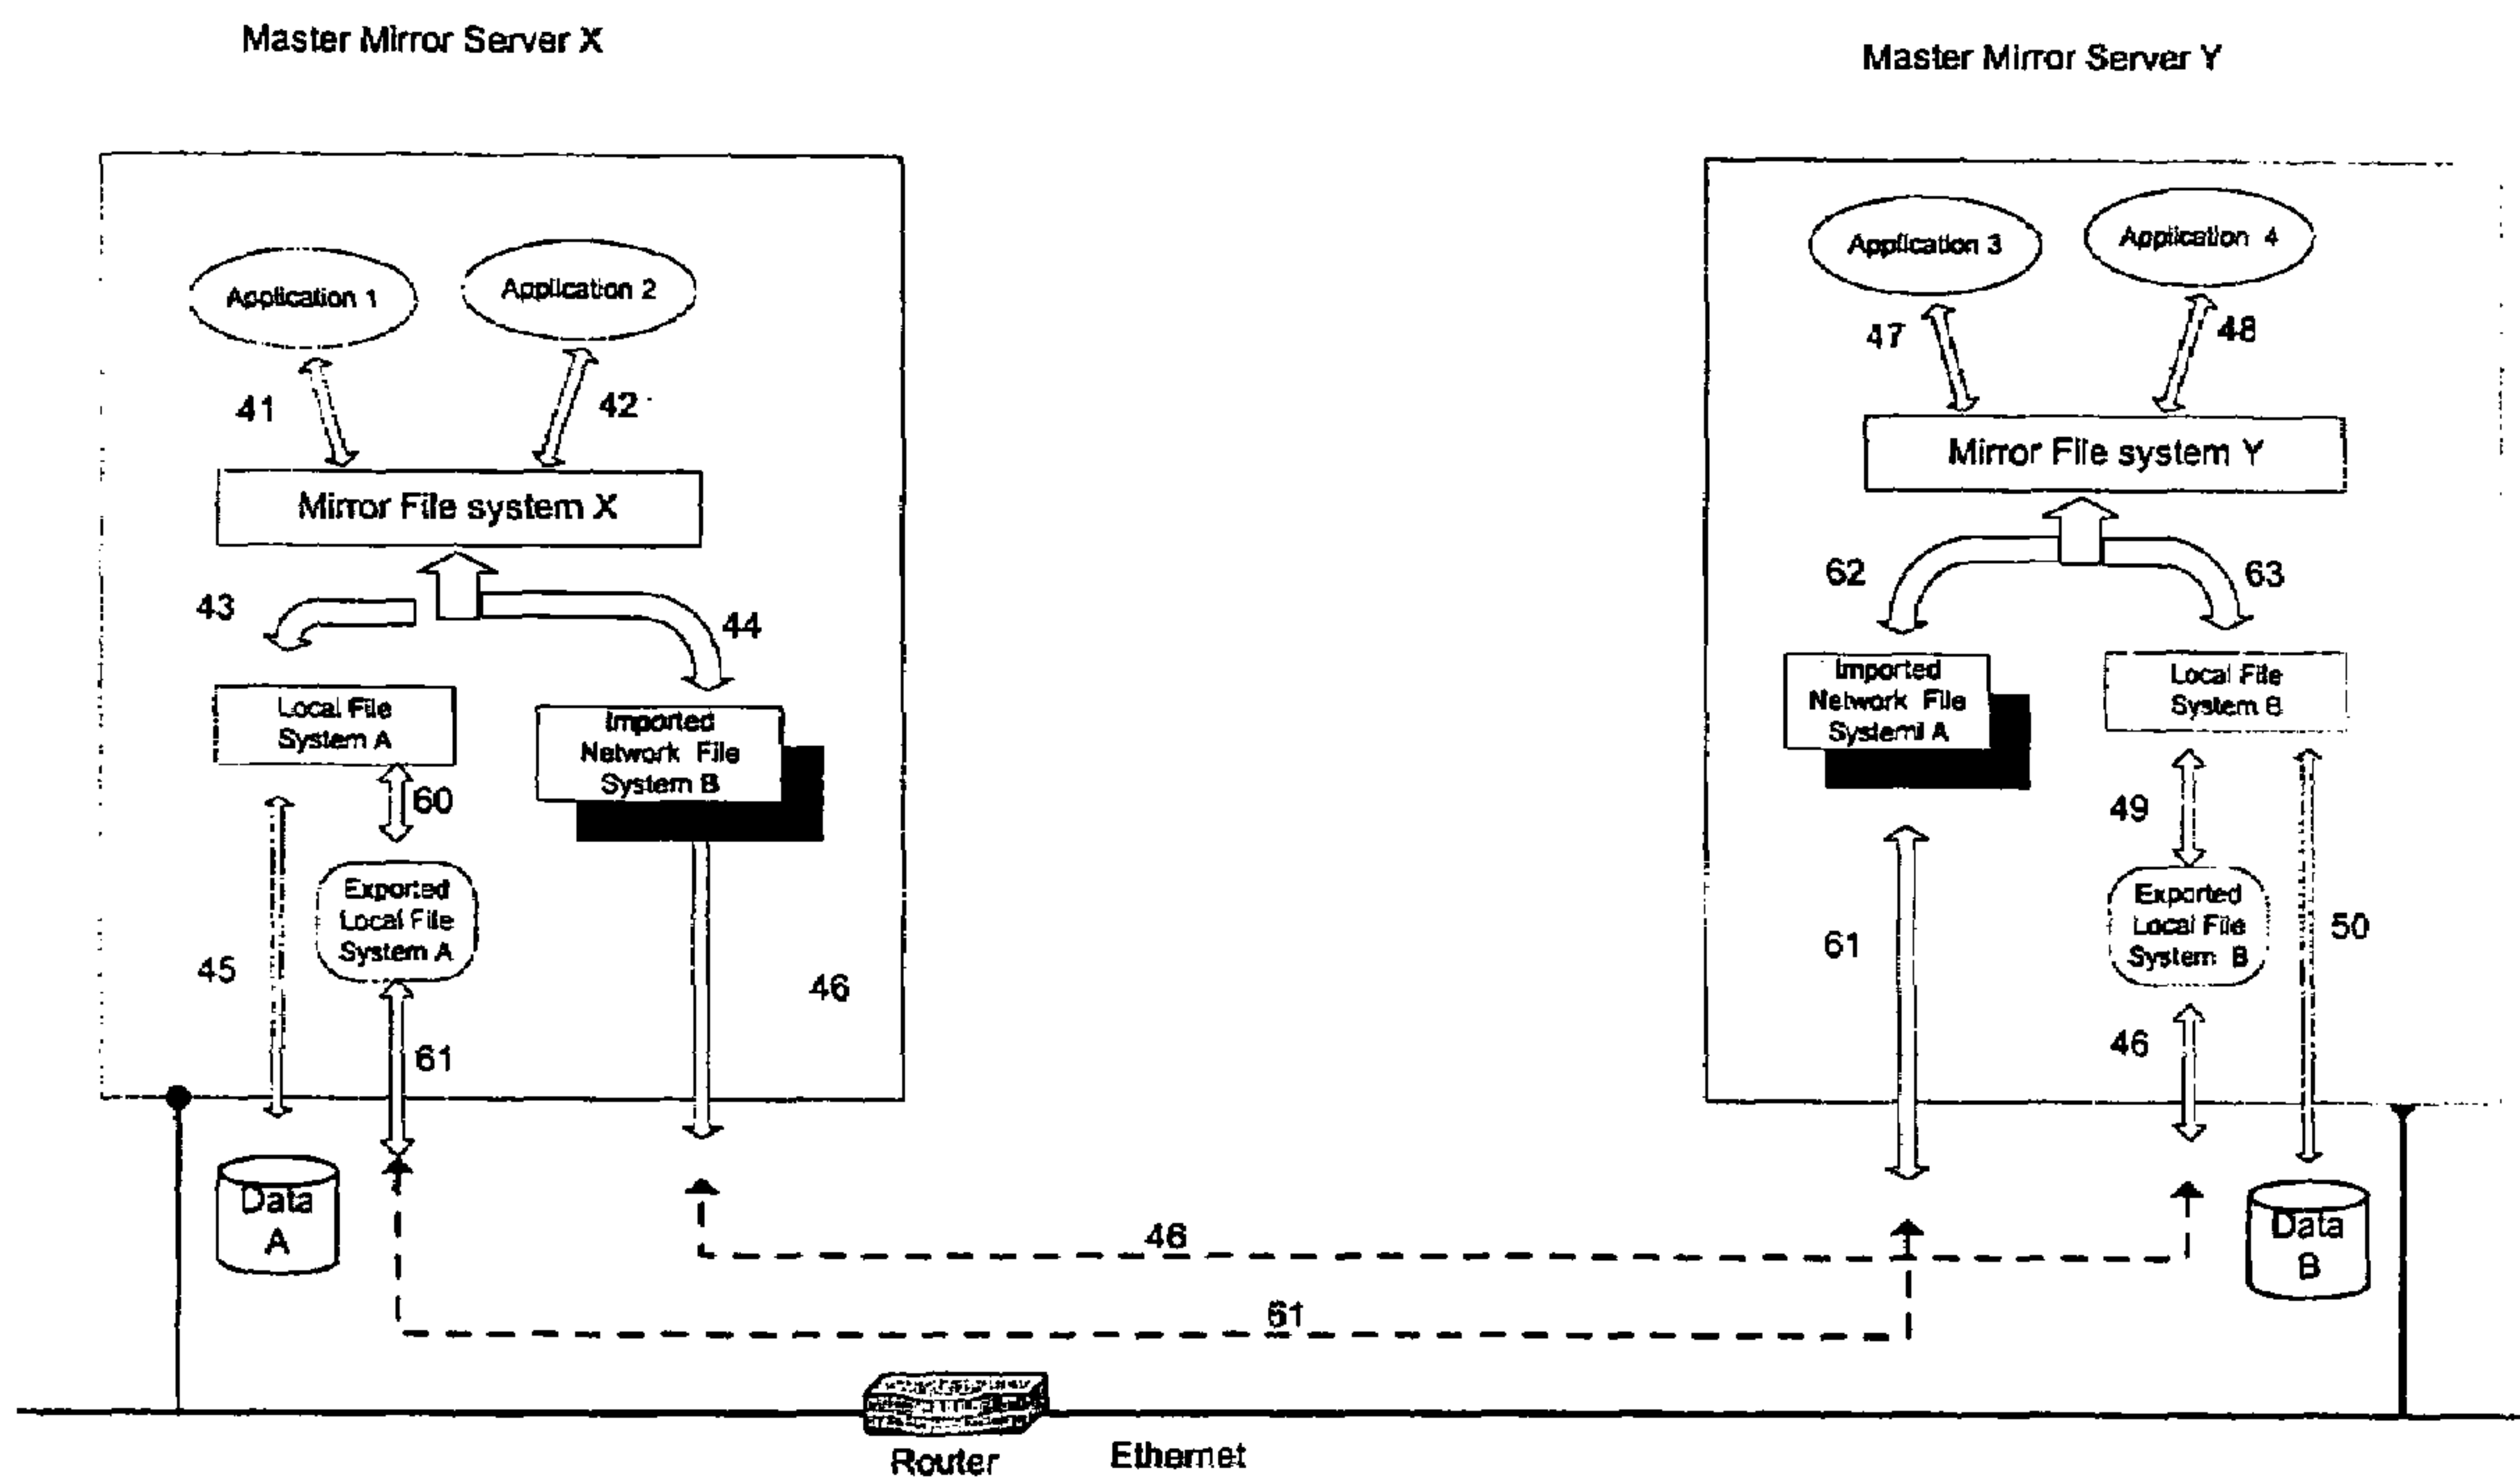 Master Mirror Server X
Master Mirror Server Y
Application 1
Application 2
Application 3
Application 4
41
42
47
48
Mirror File system X
Mirror File system Y
43
44
62
63
Local File
System A
Imported
Network File
System B
Imported
Network File
Systeml A
Local File
System B
60
49
Exported
Local File
System A
Exported
Local File
System B
45
46
61
50
61
46
Data
A
Data
B
46
61
Router
Ethernet